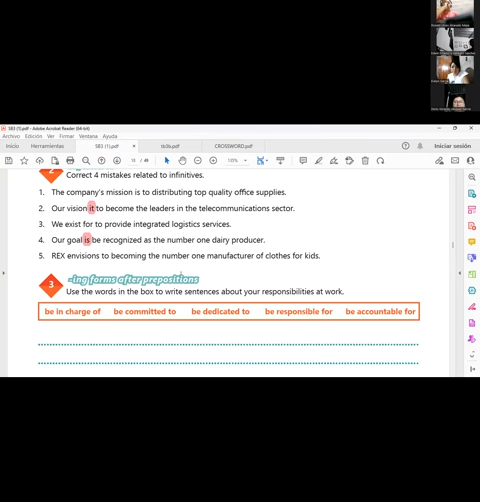 SB3 (1).pdf - Adobe Acrobat Reader (64-bit)
Archivo Edición Ver Firmar Ventana Ayuda
Inicio Herramientas SB3 (1).pdf tb3b.pdf CROSSWORD.pdf Iniciar sesión
/ 49
2
Correct 4 mistakes related to infinitives.
1. The company's mission is to distributing top quality office supplies.
2. Our vision it to become the leaders in the telecommunications sector.
3. We exist for to provide integrated logistics services.
4. Our goal is be recognized as the number one dairy producer.
5. REX envisions to becoming the number one manufacturer of clothes for kids.
3
-ing forms after prepositions
Use the words in the box to write sentences about your responsibilities at work.
be in charge of be committed to be dedicated to be responsible for be accountable for